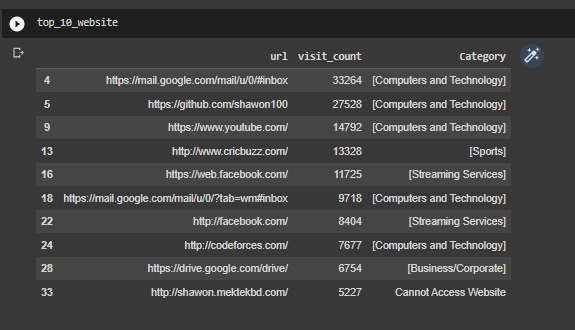 top_10_website
url visit_count Category
4 https://mail.google.com/mail/u/0/#inbox 33264 [Computers and Technology]
5 https://github.com/shawon100 27528 [Computers and Technology]
9 https://www.youtube.com/ 14792 [Computers and Technology]
13 http://www.cricbuzz.com/ 13328 [Sports]
16 https://web.facebook.com/ 11725 [Streaming Services]
18 https://mail.google.com/mail/u/0/?tab=wm#inbox 9718 [Computers and Technology]
22 http://facebook.com/ 8404 [Streaming Services]
24 http://codeforces.com/ 7677 [Computers and Technology]
28 https://drive.google.com/drive/ 6754 [Business/Corporate]
33 http://shawon.mektekbd.com/ 5227 Cannot Access Website